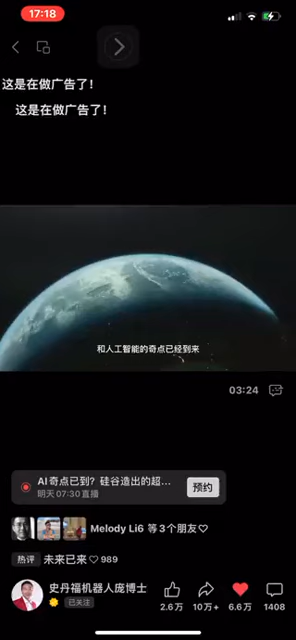 17:18
这是在做广告了！
这是在做广告了！
和人工智能的奇点已经到来
03:24
AI奇点已到？硅谷造出的超...
预约
明天07:30直播
Melody Li6 等3个朋友♡
热评 未来已来♡989
史丹福机器人庞博士
已关注
2.6万 10万+ 6.6万 1408